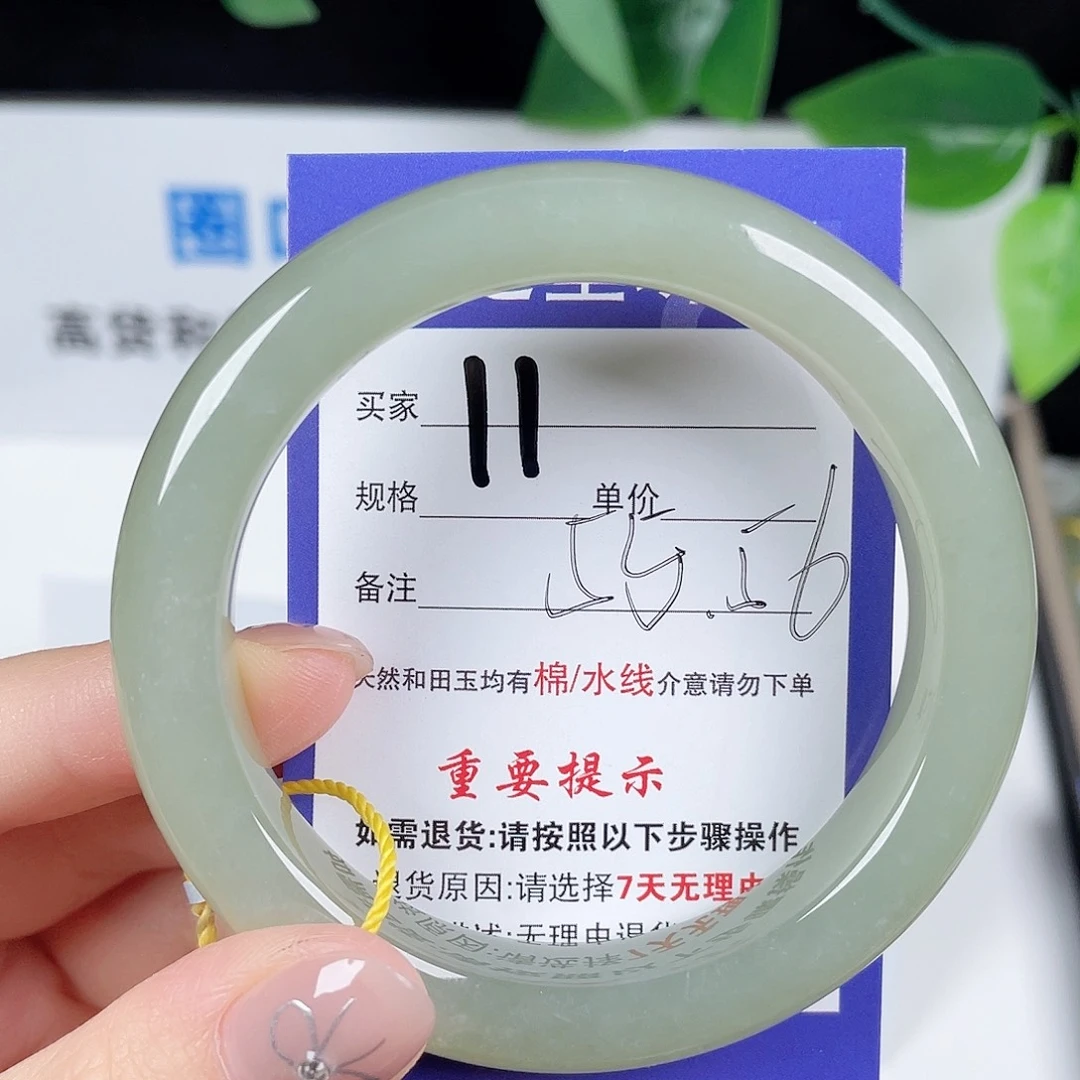 圈
高货和
买家 11
规格 单价
备注
天然和田玉均有棉/水线介意请勿下单
重要提示
如需退货:请按照以下步骤操作
退货原因:请选择7天无理由
述:无理由退货